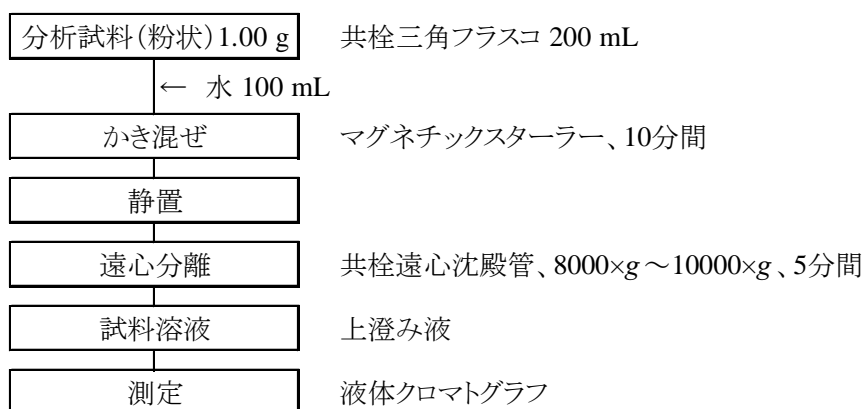 分析試料(粉状)1.00 g 共栓三角フラスコ 200 mL
← 水 100 mL
かき混ぜ マグネチックスターラー、10分間
静置
遠心分離 共栓遠心沈殿管、8000×g～10000×g、5分間
試料溶液 上澄み液
測定 液体クロマトグラフ